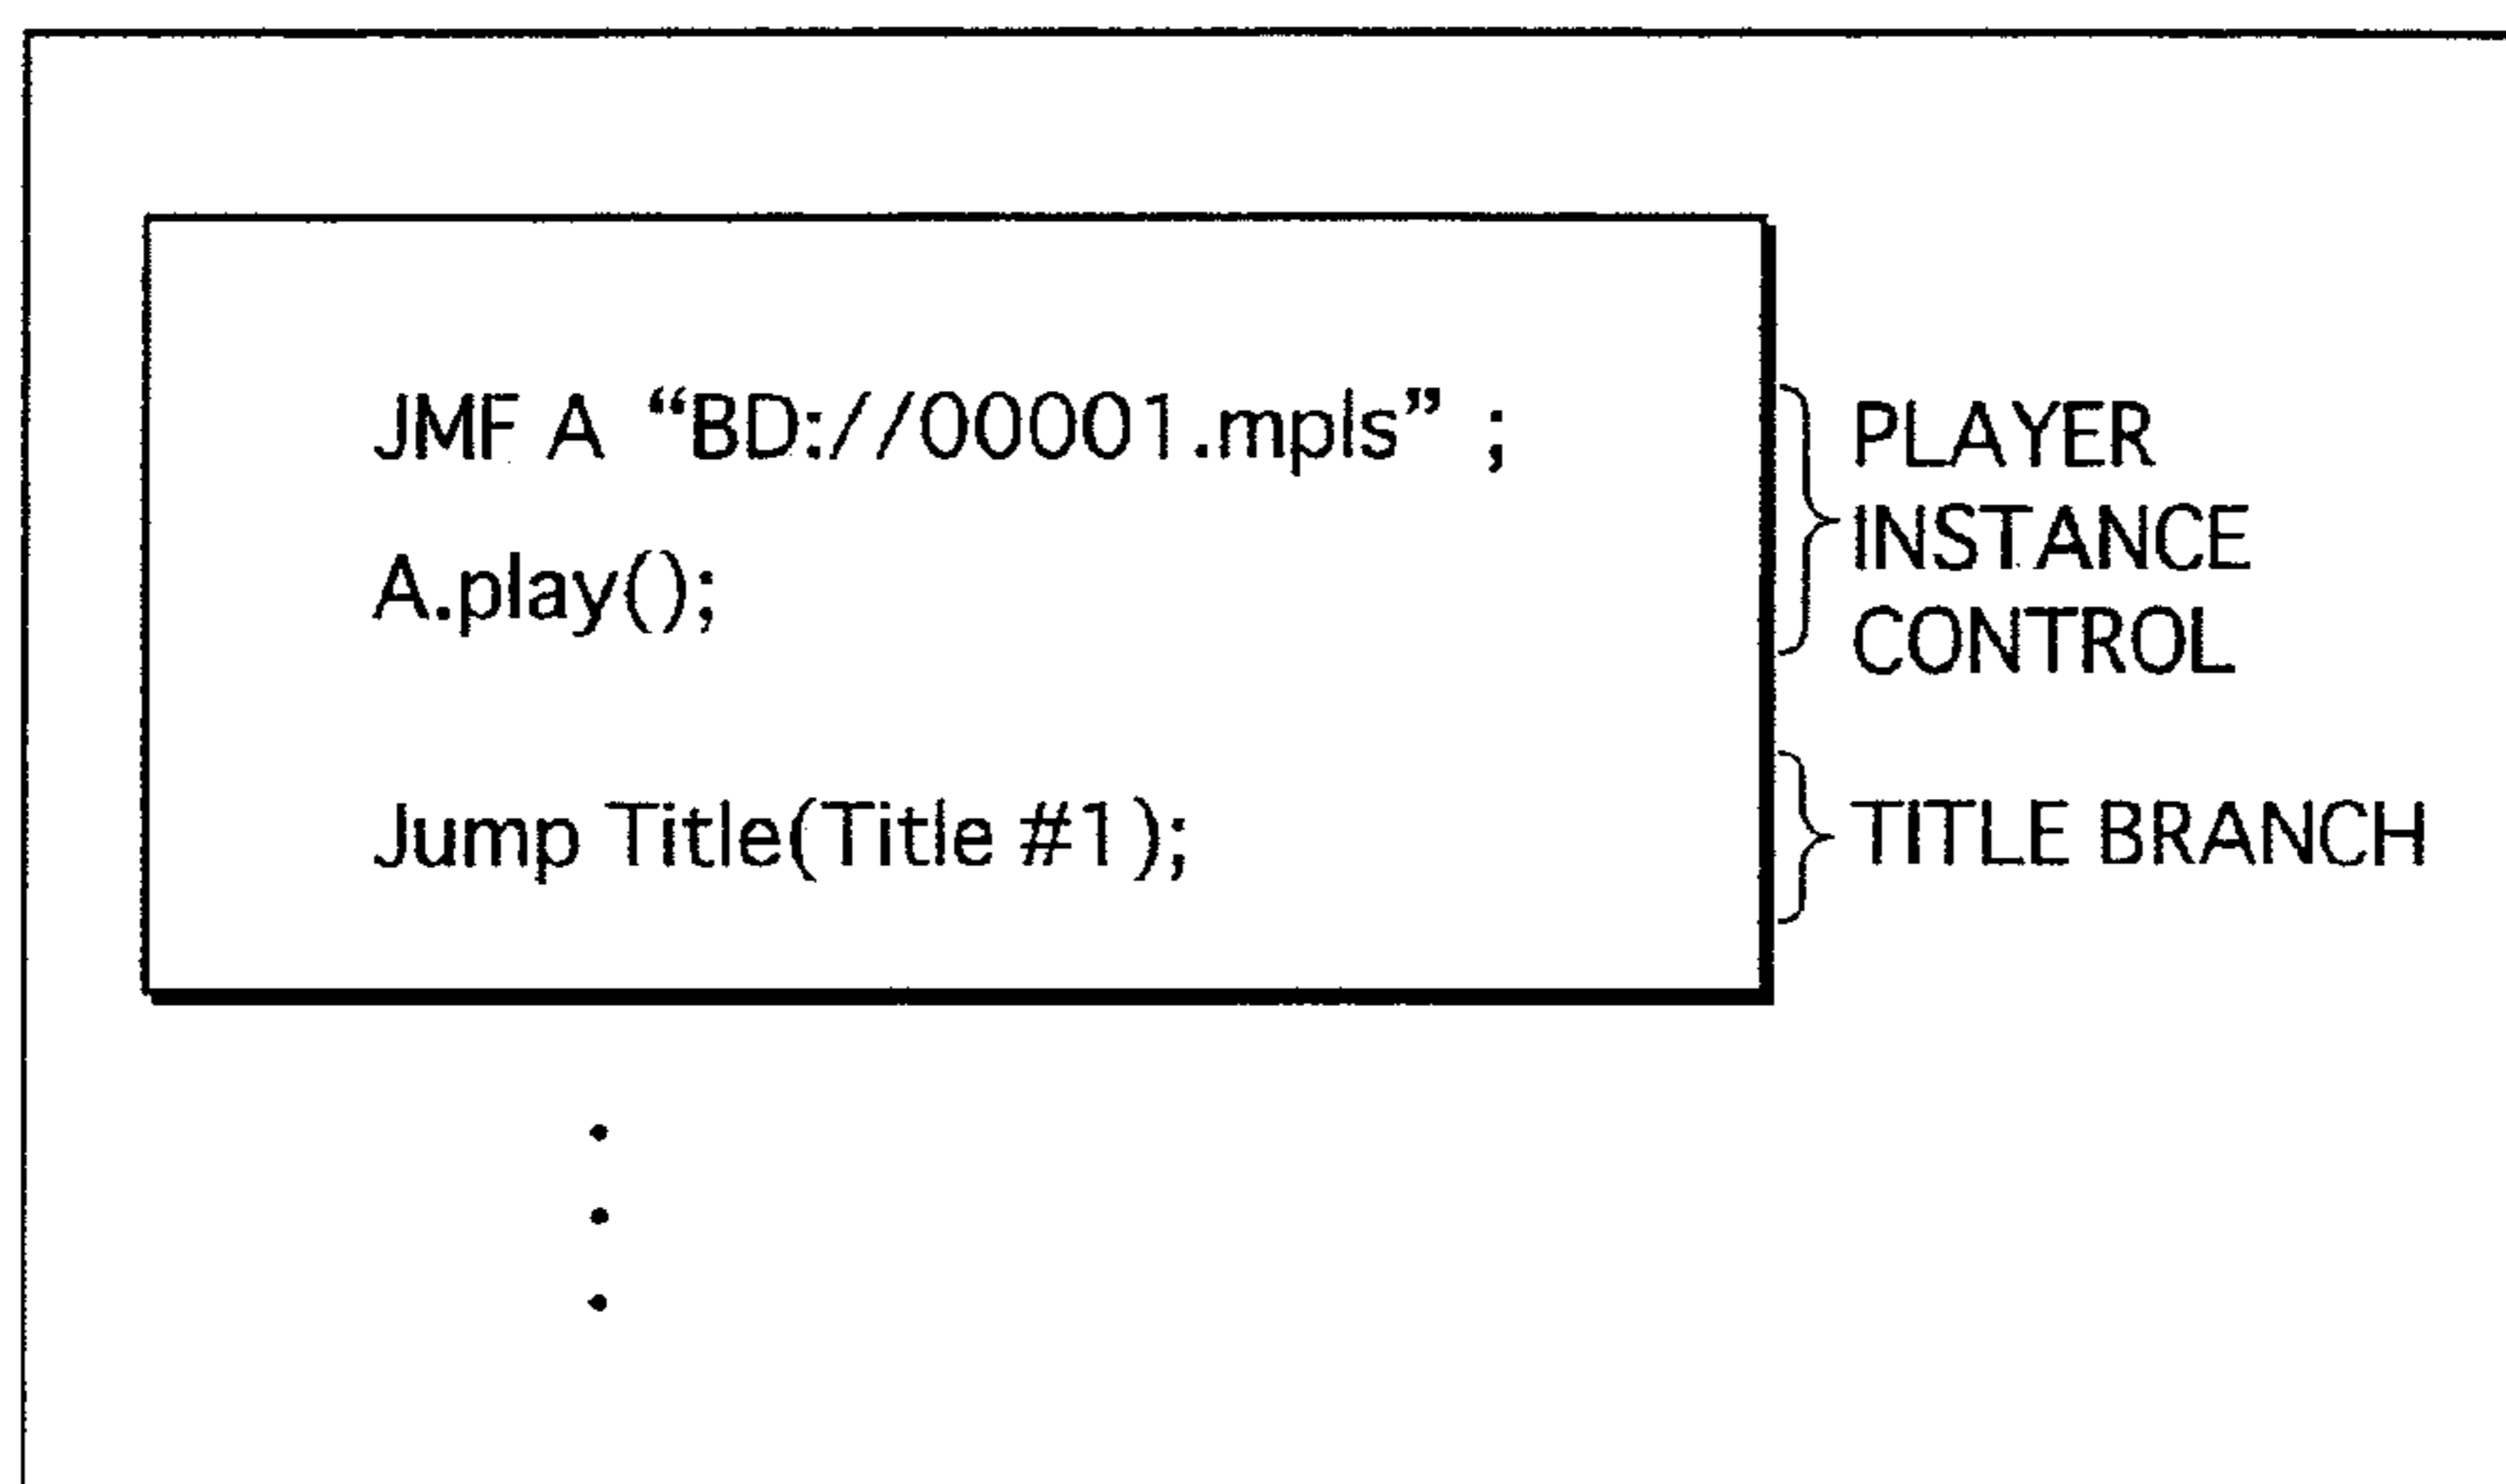 JMF A “BD://00001.mpls” ;
A.play();
Jump Title(Title #1);
PLAYER
INSTANCE
CONTROL
TITLE BRANCH